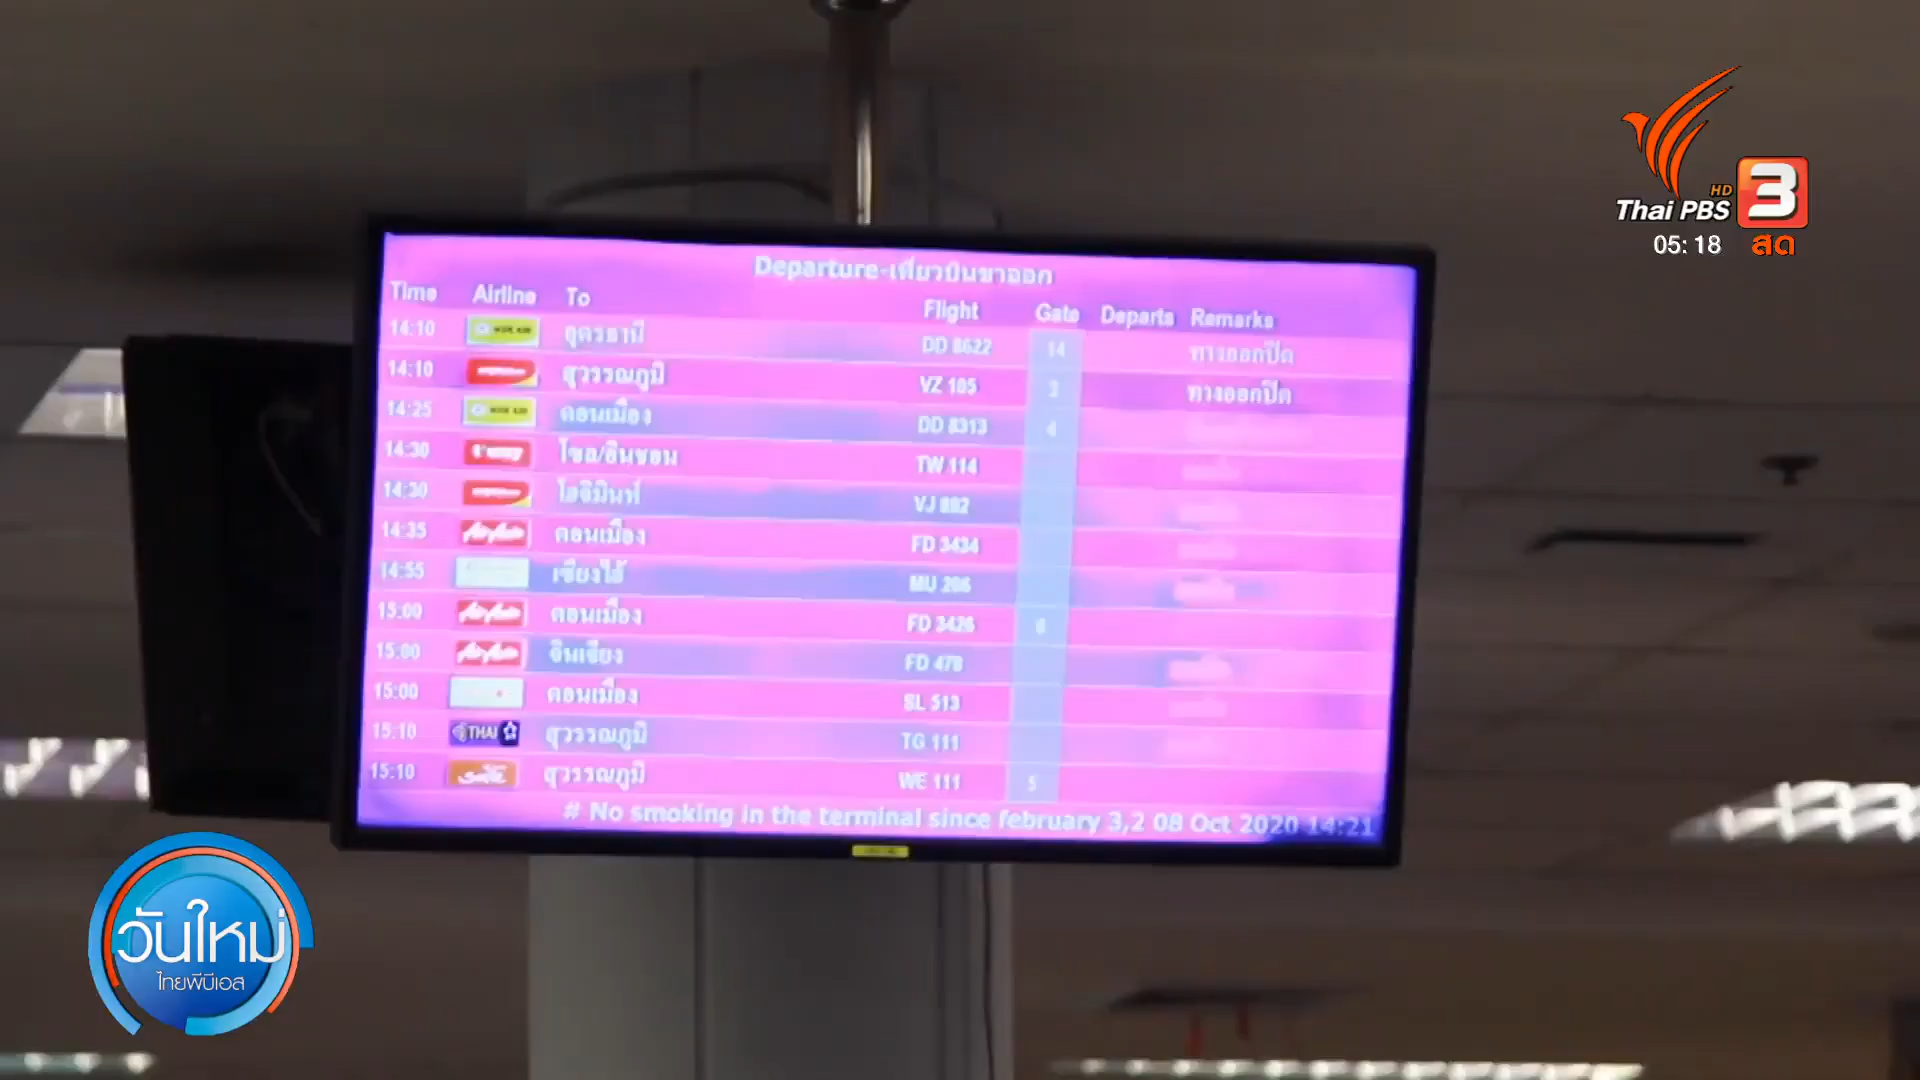 HD
Thai PBS 3
05:18 สด
Departure-เที่ยวบินขาออก
Time Airline To Flight Gate Departs Remarks
14:10 อุดรธานี DD 8622 14 ทางออกปิด
14:10 สุวรรณภูมิ VZ 105 3 ทางออกปิด
14:25 ดอนเมือง DD 8313 4
14:30 t'way โซล/อินชอน TW 114
14:30 โฮจิมินห์ VJ 882
14:35 AirAsia ดอนเมือง FD 3434
14:55 เซี่ยงไฮ้ MU 206
15:00 AirAsia ดอนเมือง FD 3426 6
15:00 AirAsia ฉินเซียง FD 478
15:00 ดอนเมือง SL 513
15:10 THAI สุวรรณภูมิ TG 111
15:10 smile สุวรรณภูมิ WE 111 5
# No smoking in the terminal since february 3,2 08 Oct 2020 14:21
วันใหม่
ไทยพีบีเอส